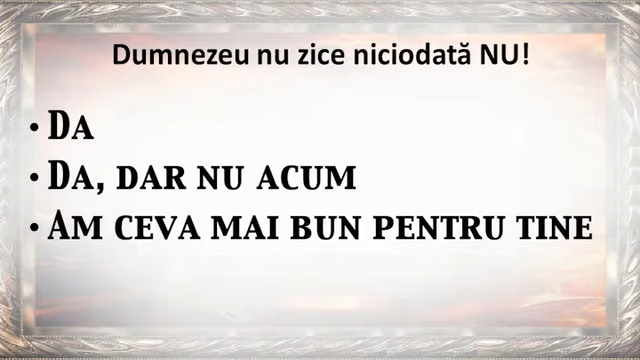 Dumnezeu nu zice niciodată NU!
• Da
• Da, dar nu acum
• Am ceva mai bun pentru tine